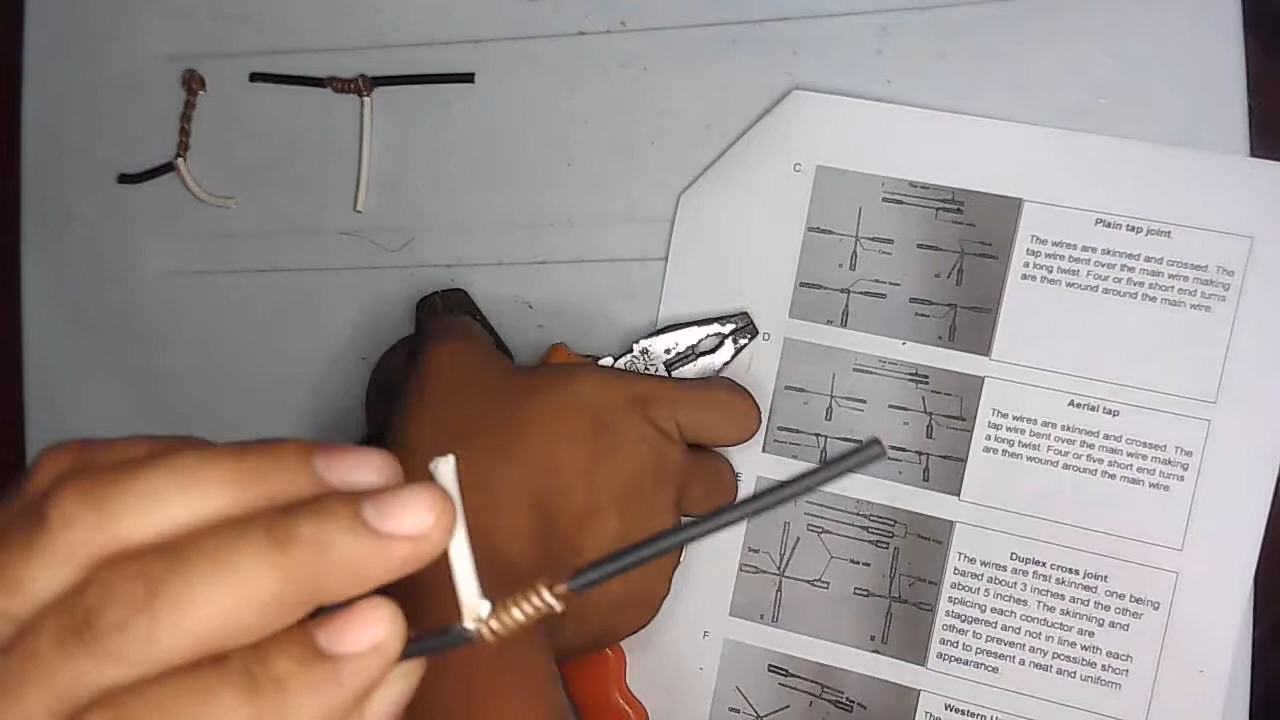 C
Plain tap joint.
The wires are skinned and crossed. The
tap wire bent over the main wire making
a long twist. Four or five short end turns
are then wound around the main wire.
D
Aerial tap
The wires are skinned and crossed. The
tap wire bent over the main wire making
a long twist. Four or five short end turns
are then wound around the main wire.
E
Duplex cross joint
The wires are first skinned, one being
bared about 3 inches and the other
about 5 inches. The skinning and
splicing each conductor are
staggered and not in line with each
other to prevent any possible short
and to present a neat and uniform
appearance.
F
Western
The